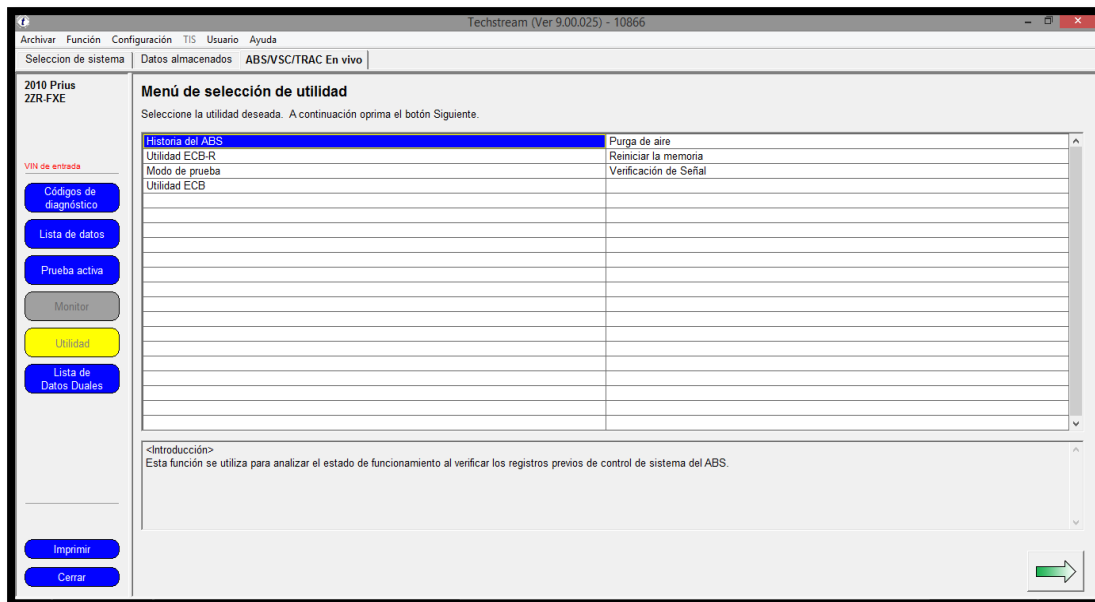 Techstream (Ver 9.00.025) - 10866
Archivar Función Configuración TIS Usuario Ayuda
Seleccion de sistema Datos almacenados ABS/VSC/TRAC En vivo
2010 Prius
2ZR-FXE
VIN de entrada
Códigos de
diagnóstico
Lista de datos
Prueba activa
Monitor
Utilidad
Lista de
Datos Duales
Imprimir
Cerrar
Menú de selección de utilidad
Seleccione la utilidad deseada. A continuación oprima el botón Siguiente.
Historia del ABS Purga de aire
Utilidad ECB-R Reiniciar la memoria
Modo de prueba Verificación de Señal
Utilidad ECB
<Introducción>
Esta función se utiliza para analizar el estado de funcionamiento al verificar los registros previos de control de sistema del ABS.